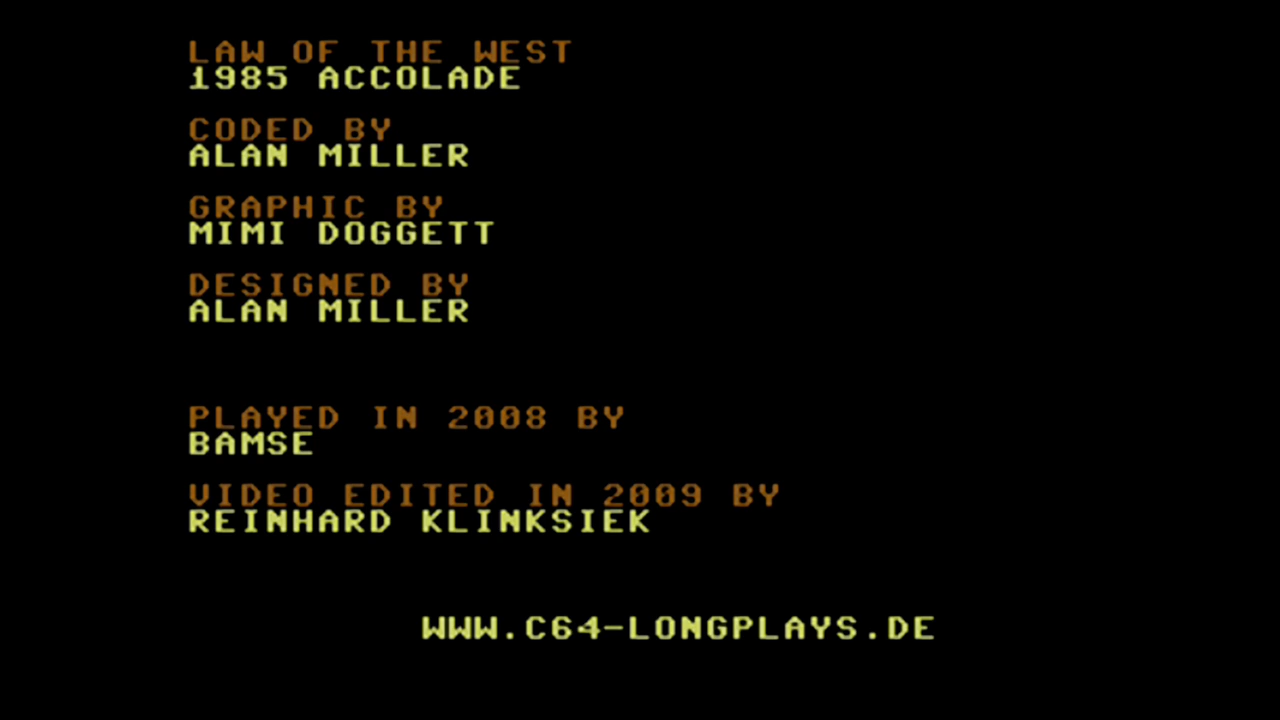 LAW OF THE WEST
1985 ACCOLADE
CODED BY
ALAN MILLER
GRAPHIC BY
MIMI DOGGETT
DESIGNED BY
ALAN MILLER
PLAYED IN 2008 BY
BAMSE
VIDEO EDITED IN 2009 BY
REINHARD KLINKSIEK
WWW.C64-LONGPLAYS.DE